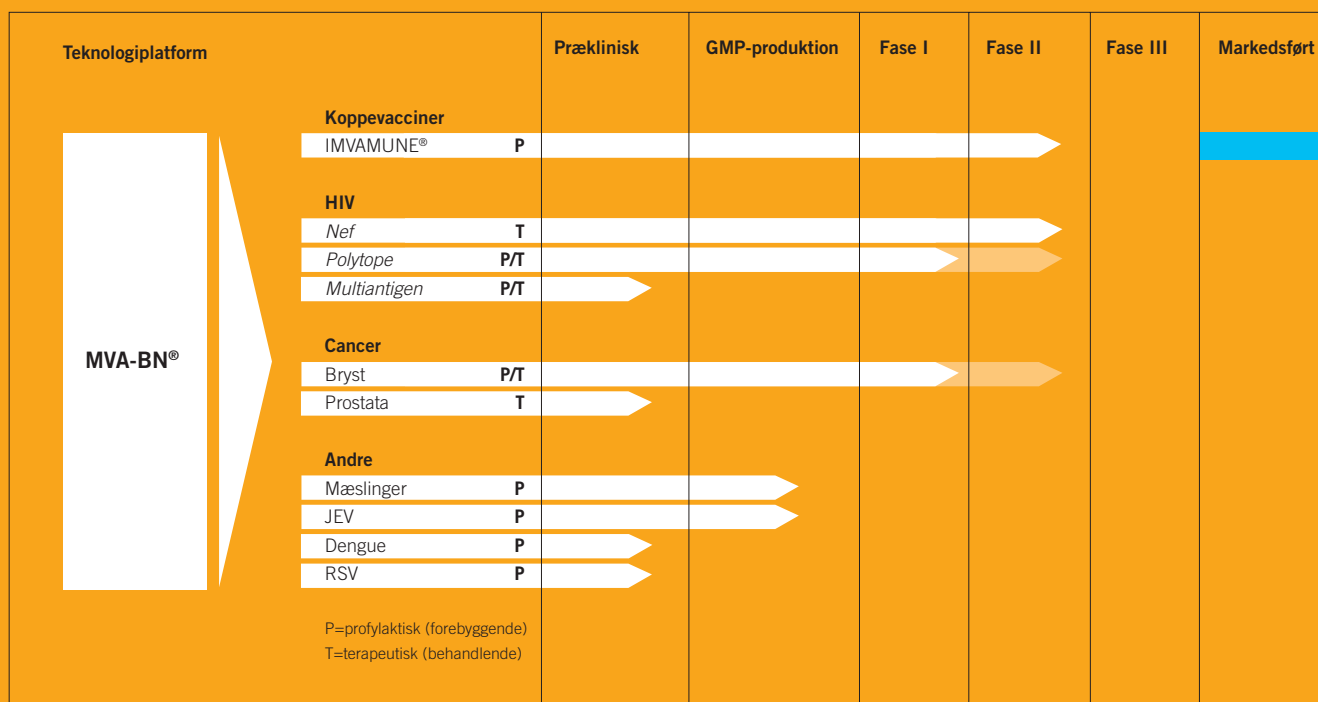 Teknologiplatform Præklinisk GMP-produktion Fase I Fase II Fase III Markedsført
Koppevacciner
IMVAMUNE® P
HIV
Nef T
Polytope P/T
Multiantigen P/T
MVA-BN®
Cancer
Bryst P/T
Prostata T
Andre
Mæslinger P
JEV P
Dengue P
RSV P
P=profylaktisk (forebyggende)
T=terapeutisk (behandlende)